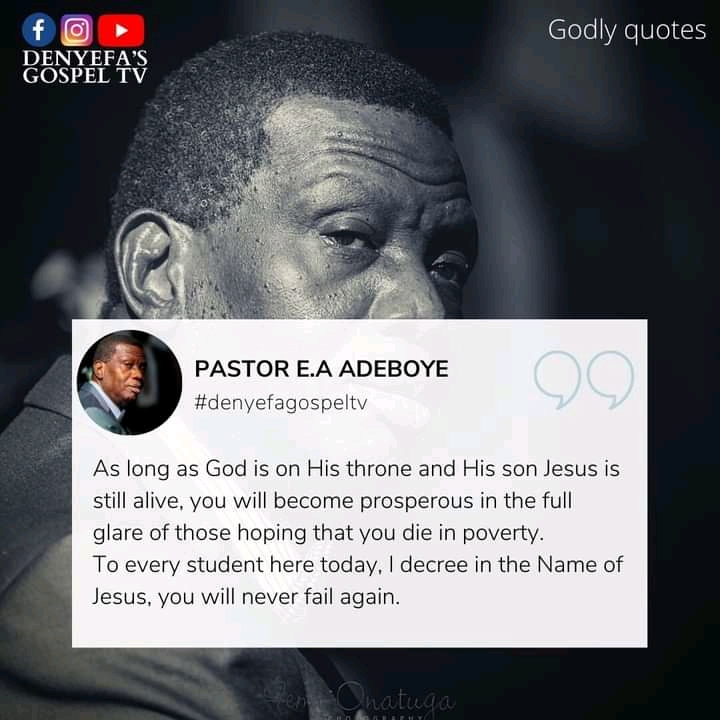 Godly quotes
DENYEFA'S
GOSPEL TV
PASTOR E.A ADEBOYE
#denyefagospeltv
As long as God is on His throne and His son Jesus is
still alive, you will become prosperous in the full
glare of those hoping that you die in poverty.
To every student here today, I decree in the Name of
Jesus, you will never fail again.
Onatuga